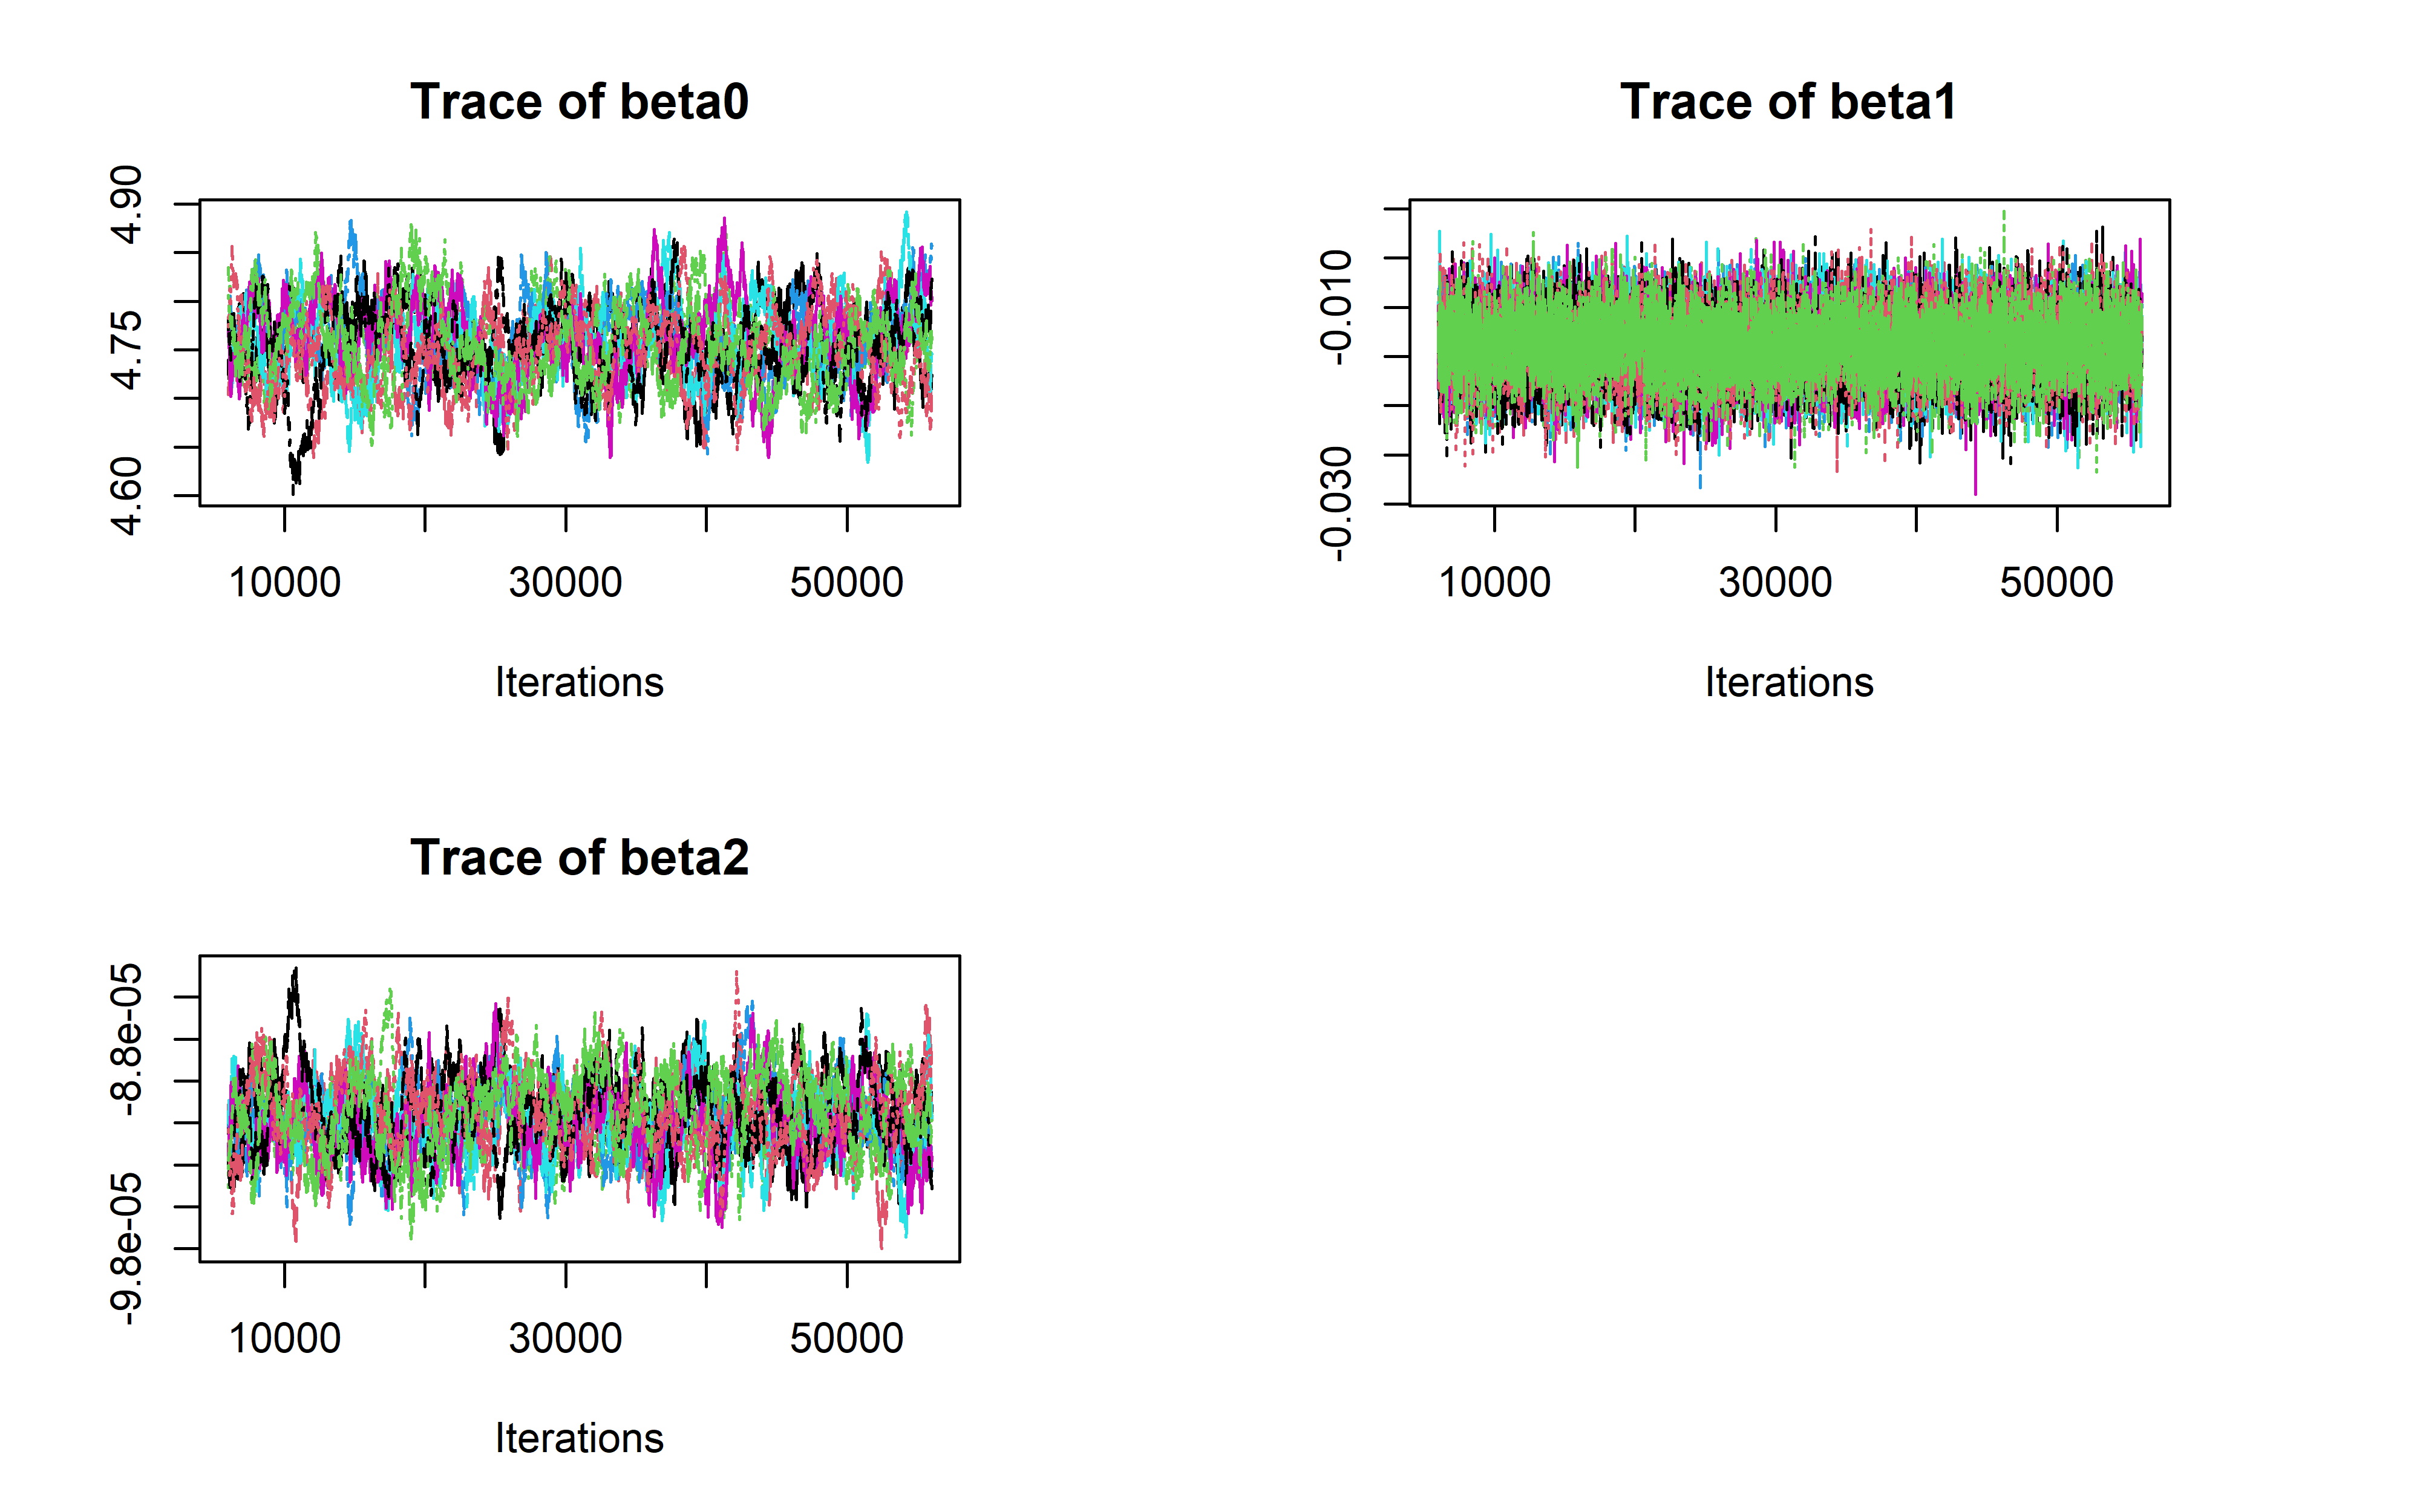 Trace of beta0
4.90
4.75
4.60
10000 30000 50000
Iterations
Trace of beta1
-0.010
-0.030
10000 30000 50000
Iterations
Trace of beta2
-8.8e-05
-9.8e-05
10000 30000 50000
Iterations